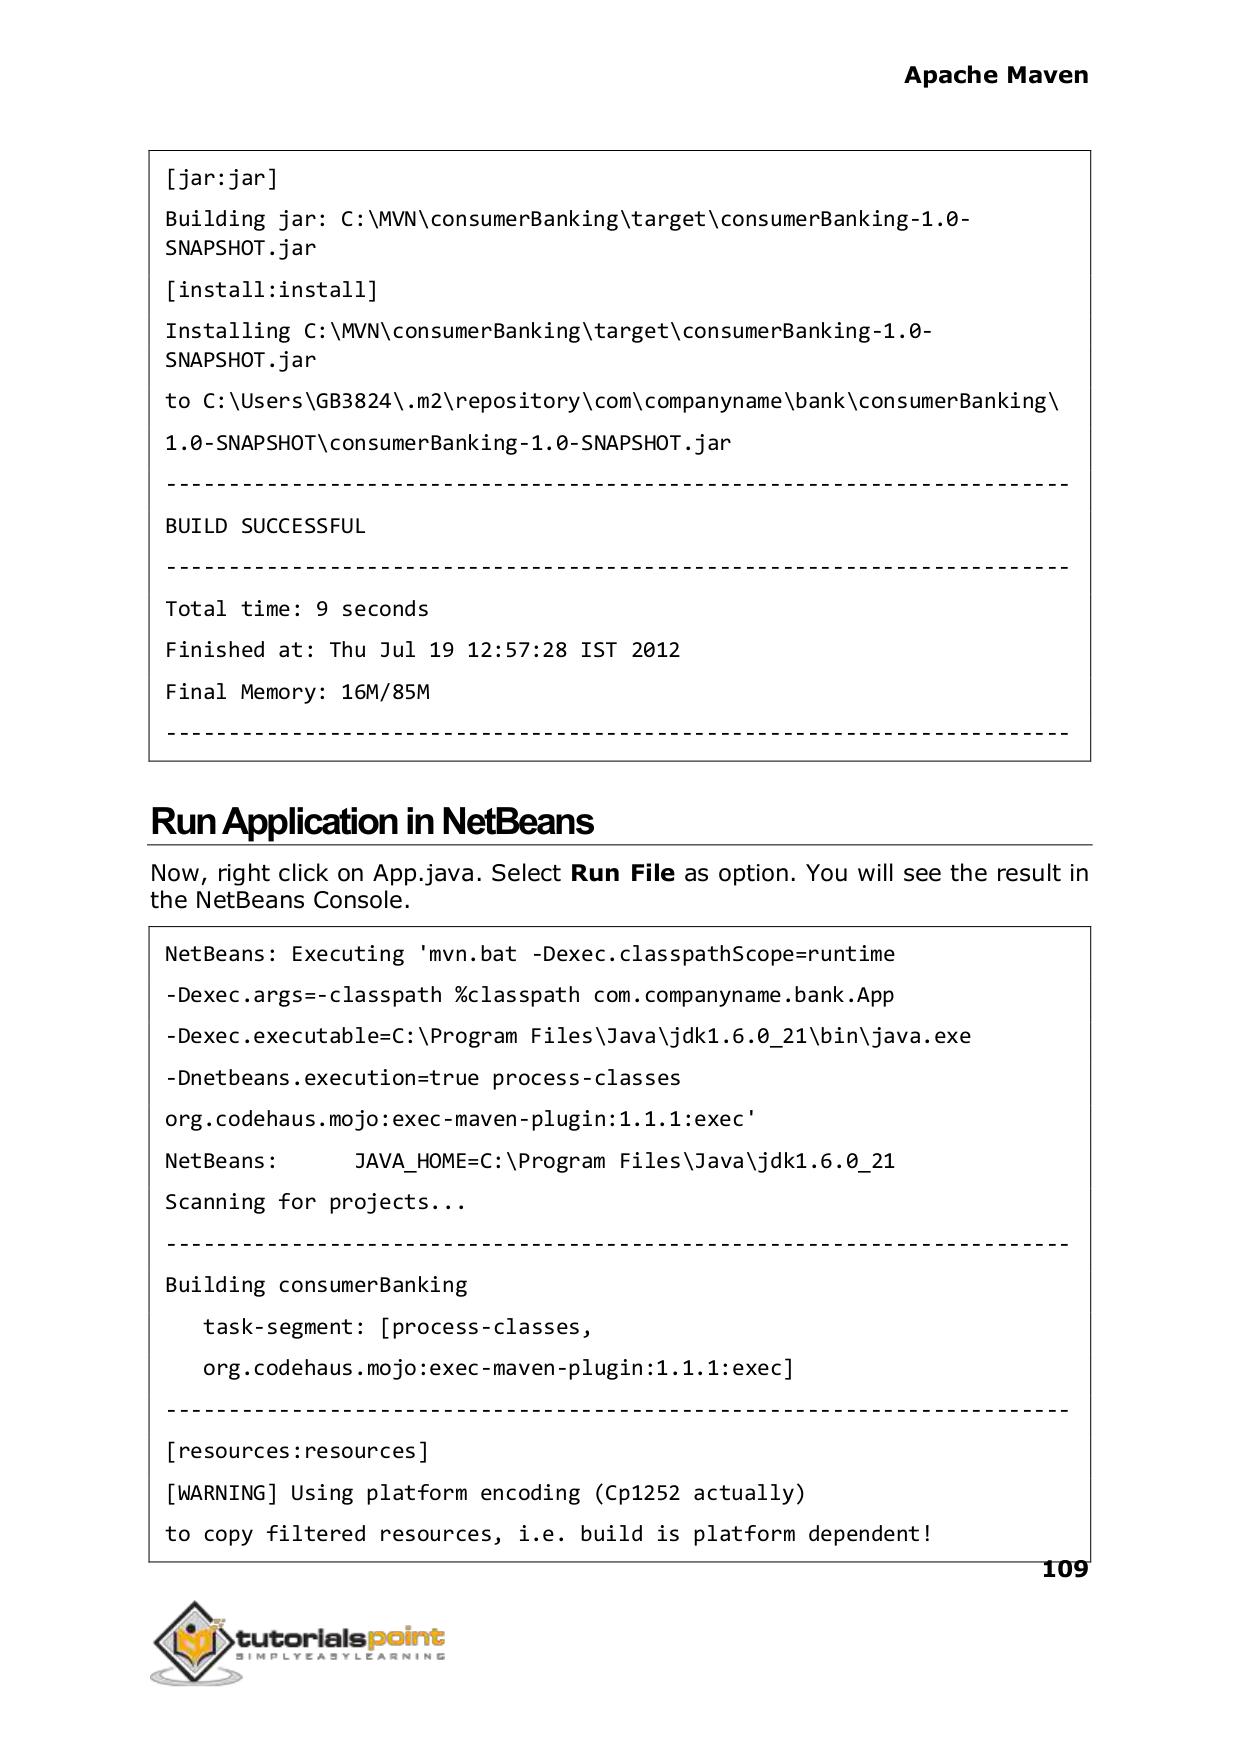 Apache Maven
[jar:jar]
Building jar: C:\MVN\consumerBanking\target\consumerBanking-1.0-
SNAPSHOT.jar
[install:install]
Installing C:\MVN\consumerBanking\target\consumerBanking-1.0-
SNAPSHOT.jar
to C:\Users\GB3824\.m2\repository\com\companyname\bank\consumerBanking\
1.0-SNAPSHOT\consumerBanking-1.0-SNAPSHOT.jar
------------------------------------------------------------------------
BUILD SUCCESSFUL
------------------------------------------------------------------------
Total time: 9 seconds
Finished at: Thu Jul 19 12:57:28 IST 2012
Final Memory: 16M/85M
------------------------------------------------------------------------
Run Application in NetBeans
Now, right click on App.java. Select Run File as option. You will see the result in
the NetBeans Console.
NetBeans: Executing 'mvn.bat -Dexec.classpathScope=runtime
-Dexec.args=-classpath %classpath com.companyname.bank.App
-Dexec.executable=C:\Program Files\Java\jdk1.6.0_21\bin\java.exe
-Dnetbeans.execution=true process-classes
org.codehaus.mojo:exec-maven-plugin:1.1.1:exec'
NetBeans:      JAVA_HOME=C:\Program Files\Java\jdk1.6.0_21
Scanning for projects...
------------------------------------------------------------------------
Building consumerBanking
   task-segment: [process-classes,
   org.codehaus.mojo:exec-maven-plugin:1.1.1:exec]
------------------------------------------------------------------------
[resources:resources]
[WARNING] Using platform encoding (Cp1252 actually)
to copy filtered resources, i.e. build is platform dependent!
109
tutorialspoint
SIMPLYEASYLEARNING